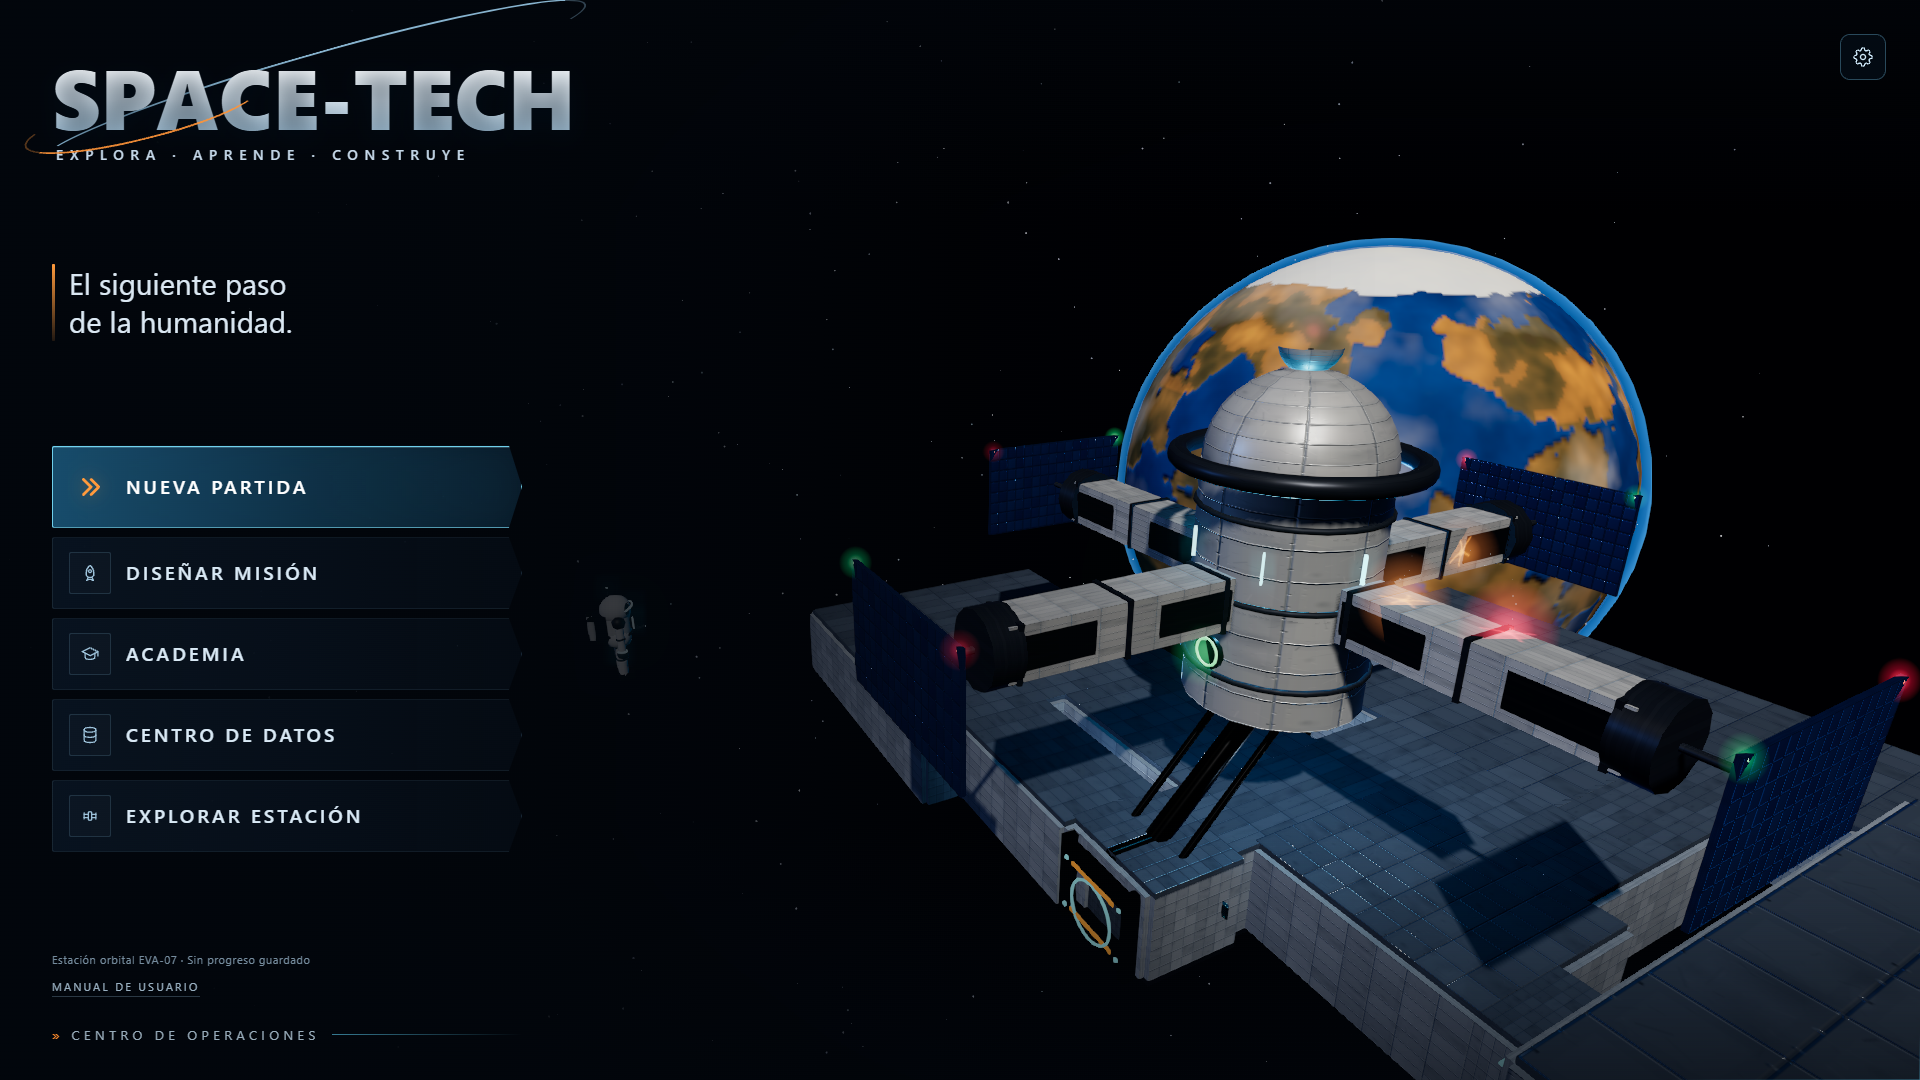 SPACE-TECH
EXPLORA · APRENDE · CONSTRUYE
El siguiente paso
de la humanidad.
NUEVA PARTIDA
DISEÑAR MISIÓN
ACADEMIA
CENTRO DE DATOS
EXPLORAR ESTACIÓN
Estación orbital EVA-07 · Sin progreso guardado
MANUAL DE USUARIO
» CENTRO DE OPERACIONES